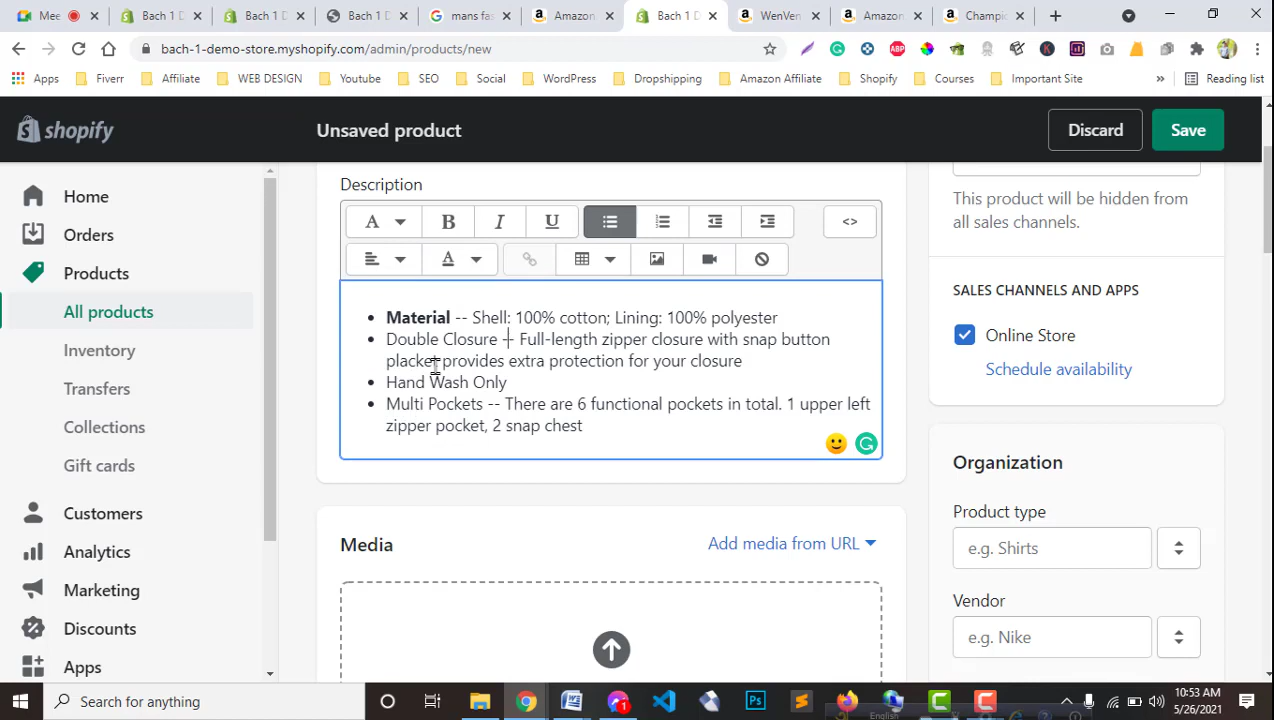 Mee
Bach 1 D
Bach 1 D
Bach 1 D
mans fas
Amazon
Bach 1 D
WenVen
Amazon
Champio
bach-1-demo-store.myshopify.com/admin/products/new
Apps
Fiverr
Affiliate
WEB DESIGN
Youtube
SEO
Social
WordPress
Dropshipping
Amazon Affiliate
Shopify
Courses
Important Site
Reading list
shopify
Unsaved product
Discard
Save
Home
Orders
Products
All products
Inventory
Transfers
Collections
Gift cards
Customers
Analytics
Marketing
Discounts
Apps
Description
A
B
I
U
<>
A
Material -- Shell: 100% cotton; Lining: 100% polyester
Double Closure -- Full-length zipper closure with snap button
placket provides extra protection for your closure
Hand Wash Only
Multi Pockets -- There are 6 functional pockets in total. 1 upper left
zipper pocket, 2 snap chest
Media
Add media from URL
This product will be hidden from
all sales channels.
SALES CHANNELS AND APPS
Online Store
Schedule availability
Organization
Product type
e.g. Shirts
Vendor
e.g. Nike
Search for anything
English
10:53 AM
5/26/2021